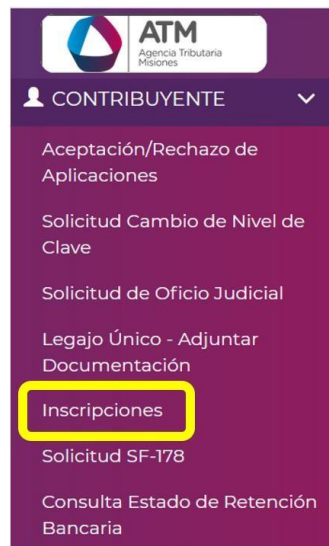 ATM
Agencia Tributaria
Misiones
CONTRIBUYENTE
Aceptación/Rechazo de
Aplicaciones
Solicitud Cambio de Nivel de
Clave
Solicitud de Oficio Judicial
Legajo Único - Adjuntar
Documentación
Inscripciones
Solicitud SF-178
Consulta Estado de Retención
Bancaria